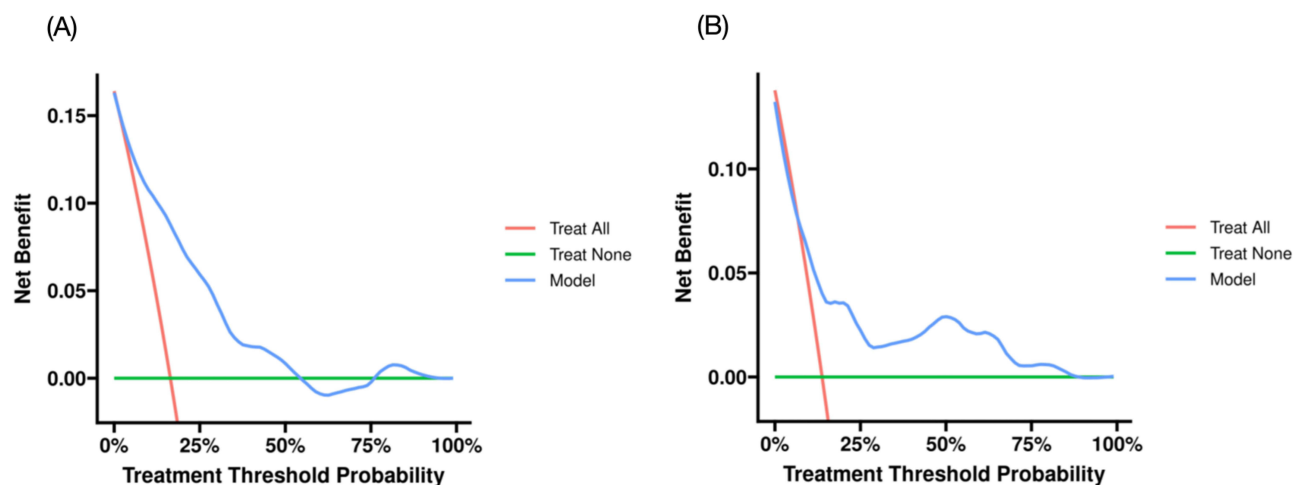 (A)
Net Benefit
0.15
0.10
0.05
0.00
0%
25%
50%
75%
100%
Treatment Threshold Probability
Treat All
Treat None
Model
(B)
Net Benefit
0.10
0.05
0.00
0%
25%
50%
75%
100%
Treatment Threshold Probability
Treat All
Treat None
Model